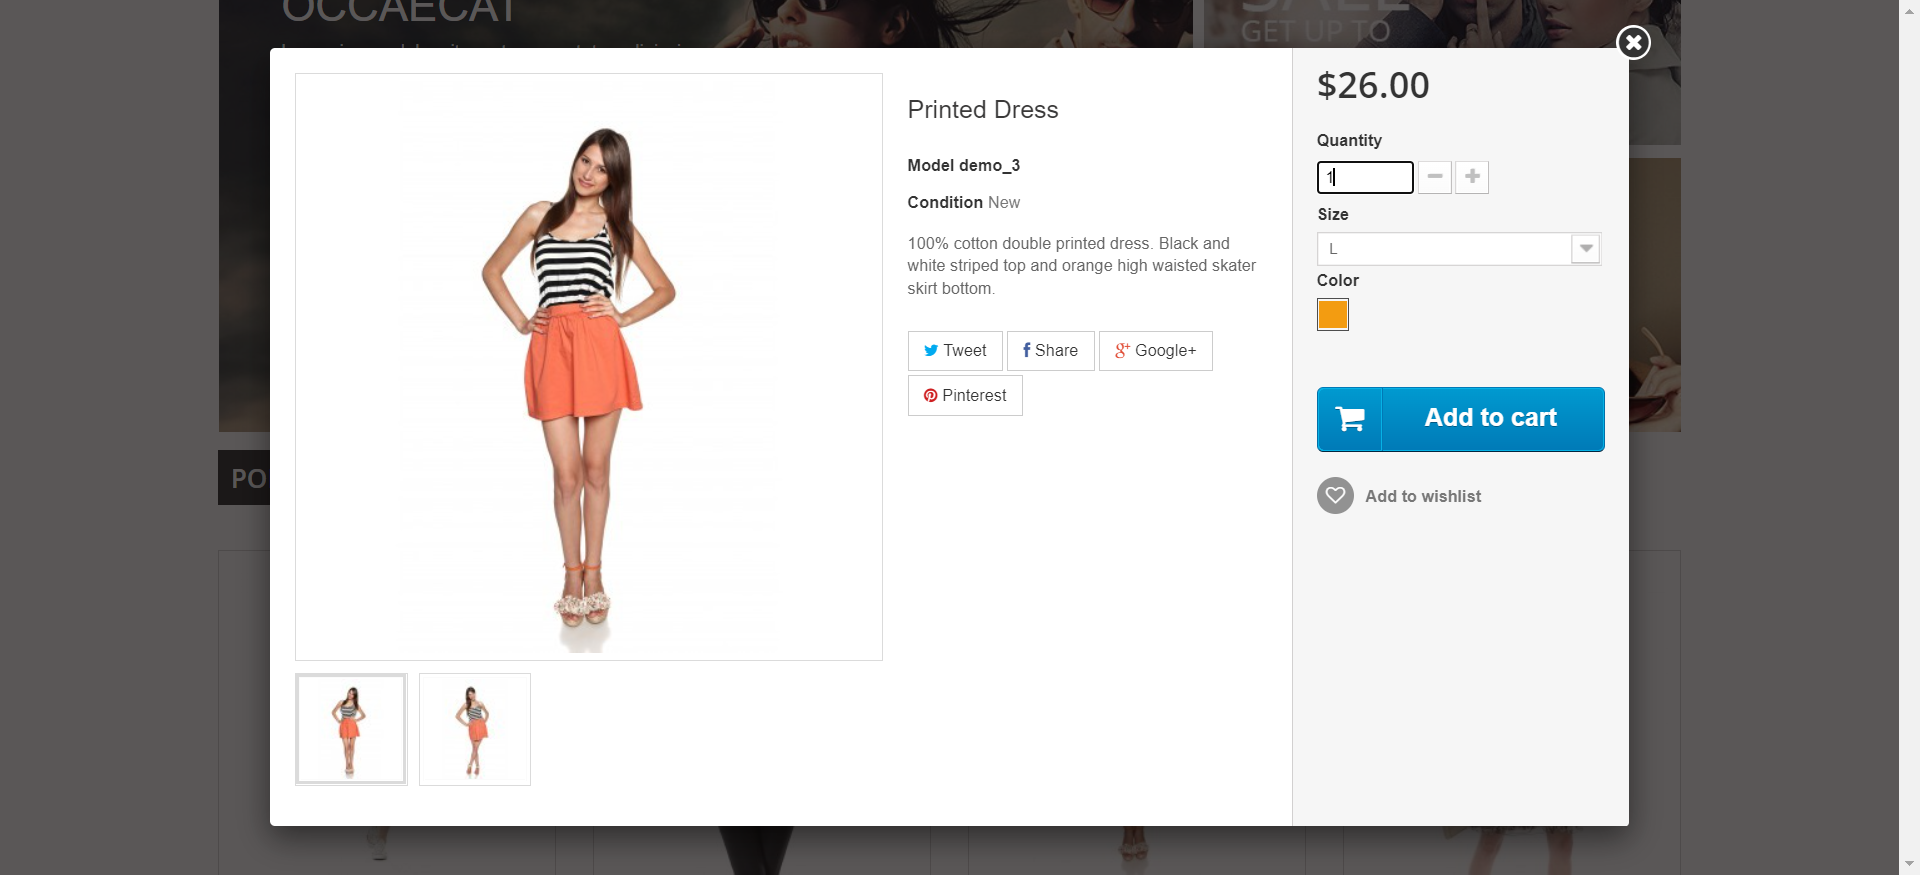 OCCAECAT
GET UP TO
PO
Printed Dress
Model demo_3
Condition New
100% cotton double printed dress. Black and
white striped top and orange high waisted skater
skirt bottom.
Tweet
Share
Google+
Pinterest
$26.00
Quantity
1
Size
L
Color
Add to cart
Add to wishlist